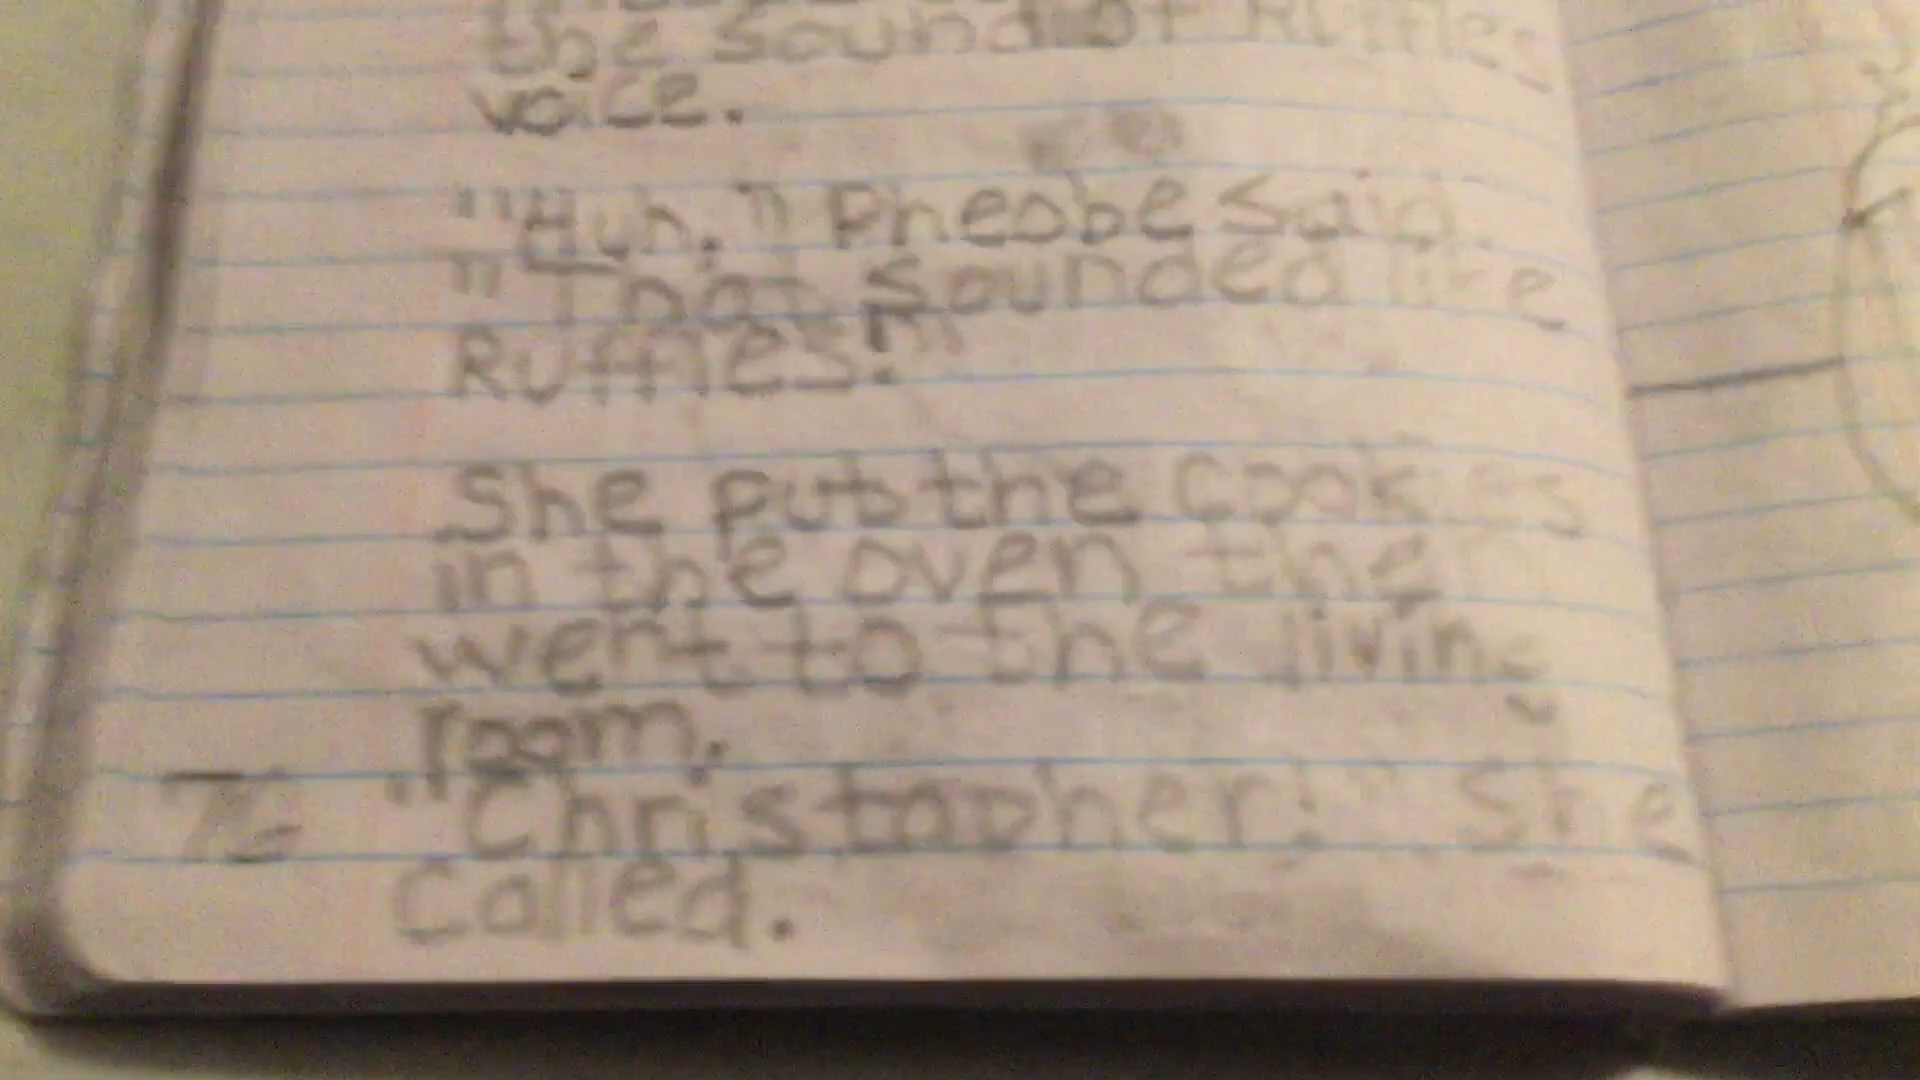 the sound of Ruffles
voice.
"Huh." Pheobe said.
"That sounded like
Ruffles!"
She put the cookies
in the oven the
went to the living
room.
"Christopher!" She
called.